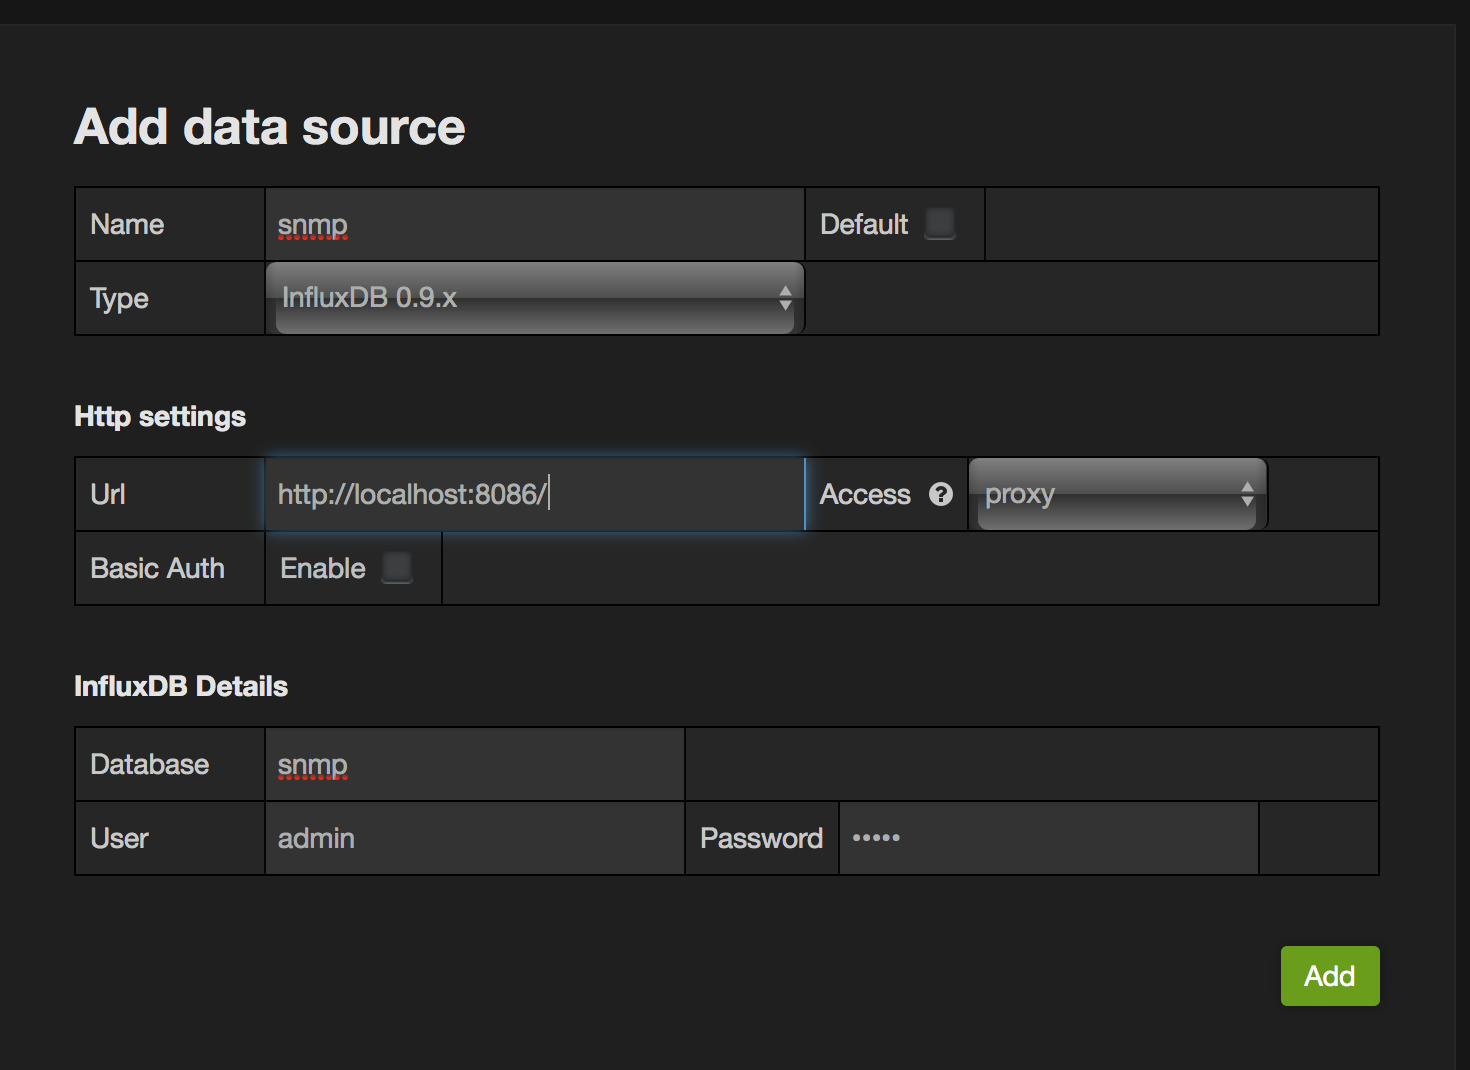 Add data source
Name snmp Default
Type InfluxDB 0.9.x
Http settings
Url http://localhost:8086/ Access ? proxy
Basic Auth Enable
InfluxDB Details
Database snmp
User admin Password •••••
Add